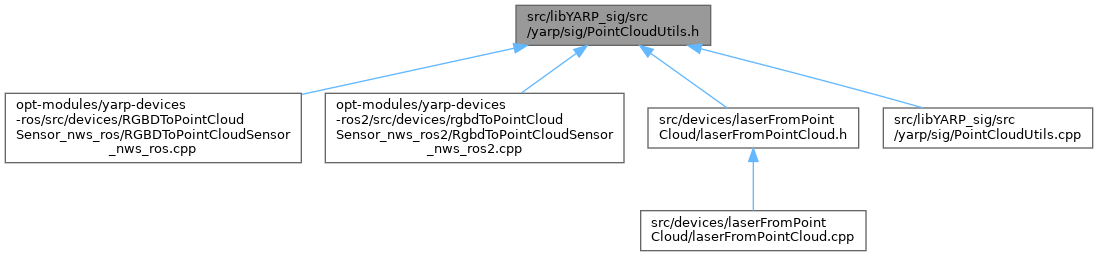 src/libYARP_sig/src
/yarp/sig/PointCloudUtils.h
opt-modules/yarp-devices
-ros/src/devices/RGBDToPointCloud
Sensor_nws_ros/RGBDToPointCloudSensor
_nws_ros.cpp
opt-modules/yarp-devices
-ros2/src/devices/rgbdToPointCloud
Sensor_nws_ros2/RgbdToPointCloudSensor
_nws_ros2.cpp
src/devices/laserFromPoint
Cloud/laserFromPointCloud.h
src/libYARP_sig/src
/yarp/sig/PointCloudUtils.cpp
src/devices/laserFromPoint
Cloud/laserFromPointCloud.cpp